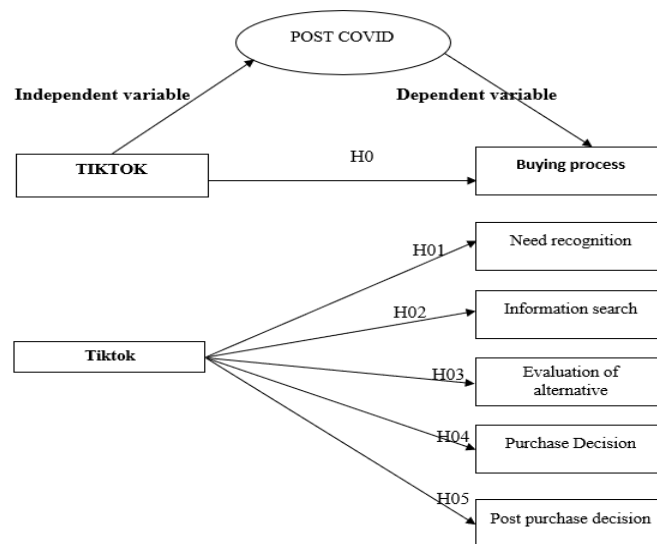 POST COVID
Independent variable
Dependent variable
H0
TIKTOK
Buying process
Need recognition
H01
H02
Information search
Tiktok
H03
Evaluation of
alternative
H04
Purchase Decision
H05
Post purchase decision